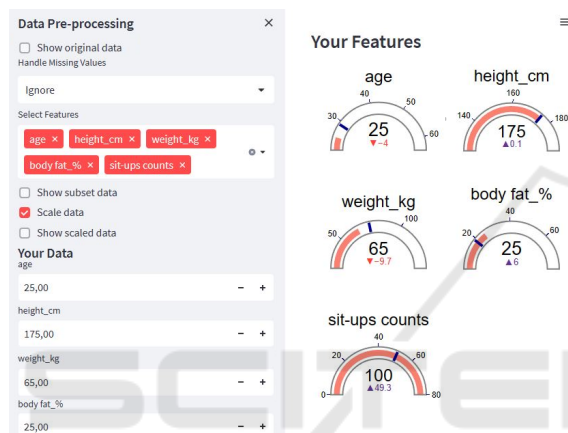 Data Pre-processing ×
Show original data
Handle Missing Values
Ignore
Select Features
age × height_cm × weight_kg ×
body fat_% × sit-ups counts ×
Show subset data
Scale data
Show scaled data
Your Data
age
25,00 - +
height_cm
175,00 - +
weight_kg
65,00 - +
body fat_%
25,00 - +
Your Features
age
30 40 50 60
25
▼−4
height_cm
140 160 180
175
▲0.1
weight_kg
50 100
65
▼−9.7
body fat_%
20 40 60
25
▲6
sit-ups counts
0 20 40 60 80
100
▲49.3
SCITE